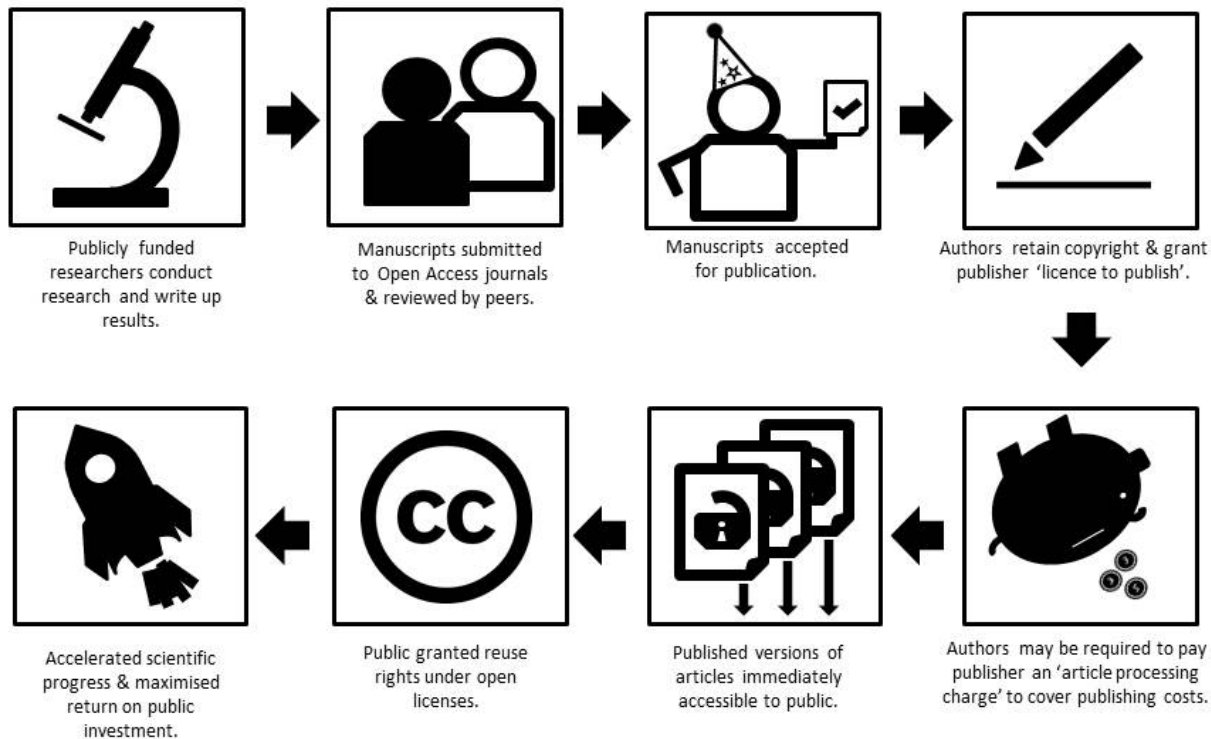 Publicly funded
researchers conduct
research and write up
results.
Manuscripts submitted
to Open Access journals
& reviewed by peers.
Manuscripts accepted
for publication.
Authors retain copyright & grant
publisher ‘licence to publish’.
Authors may be required to pay
publisher an ‘article processing
charge’ to cover publishing costs.
Published versions of
articles immediately
accessible to public.
cc
Public granted reuse
rights under open
licenses.
Accelerated scientific
progress & maximised
return on public
investment.